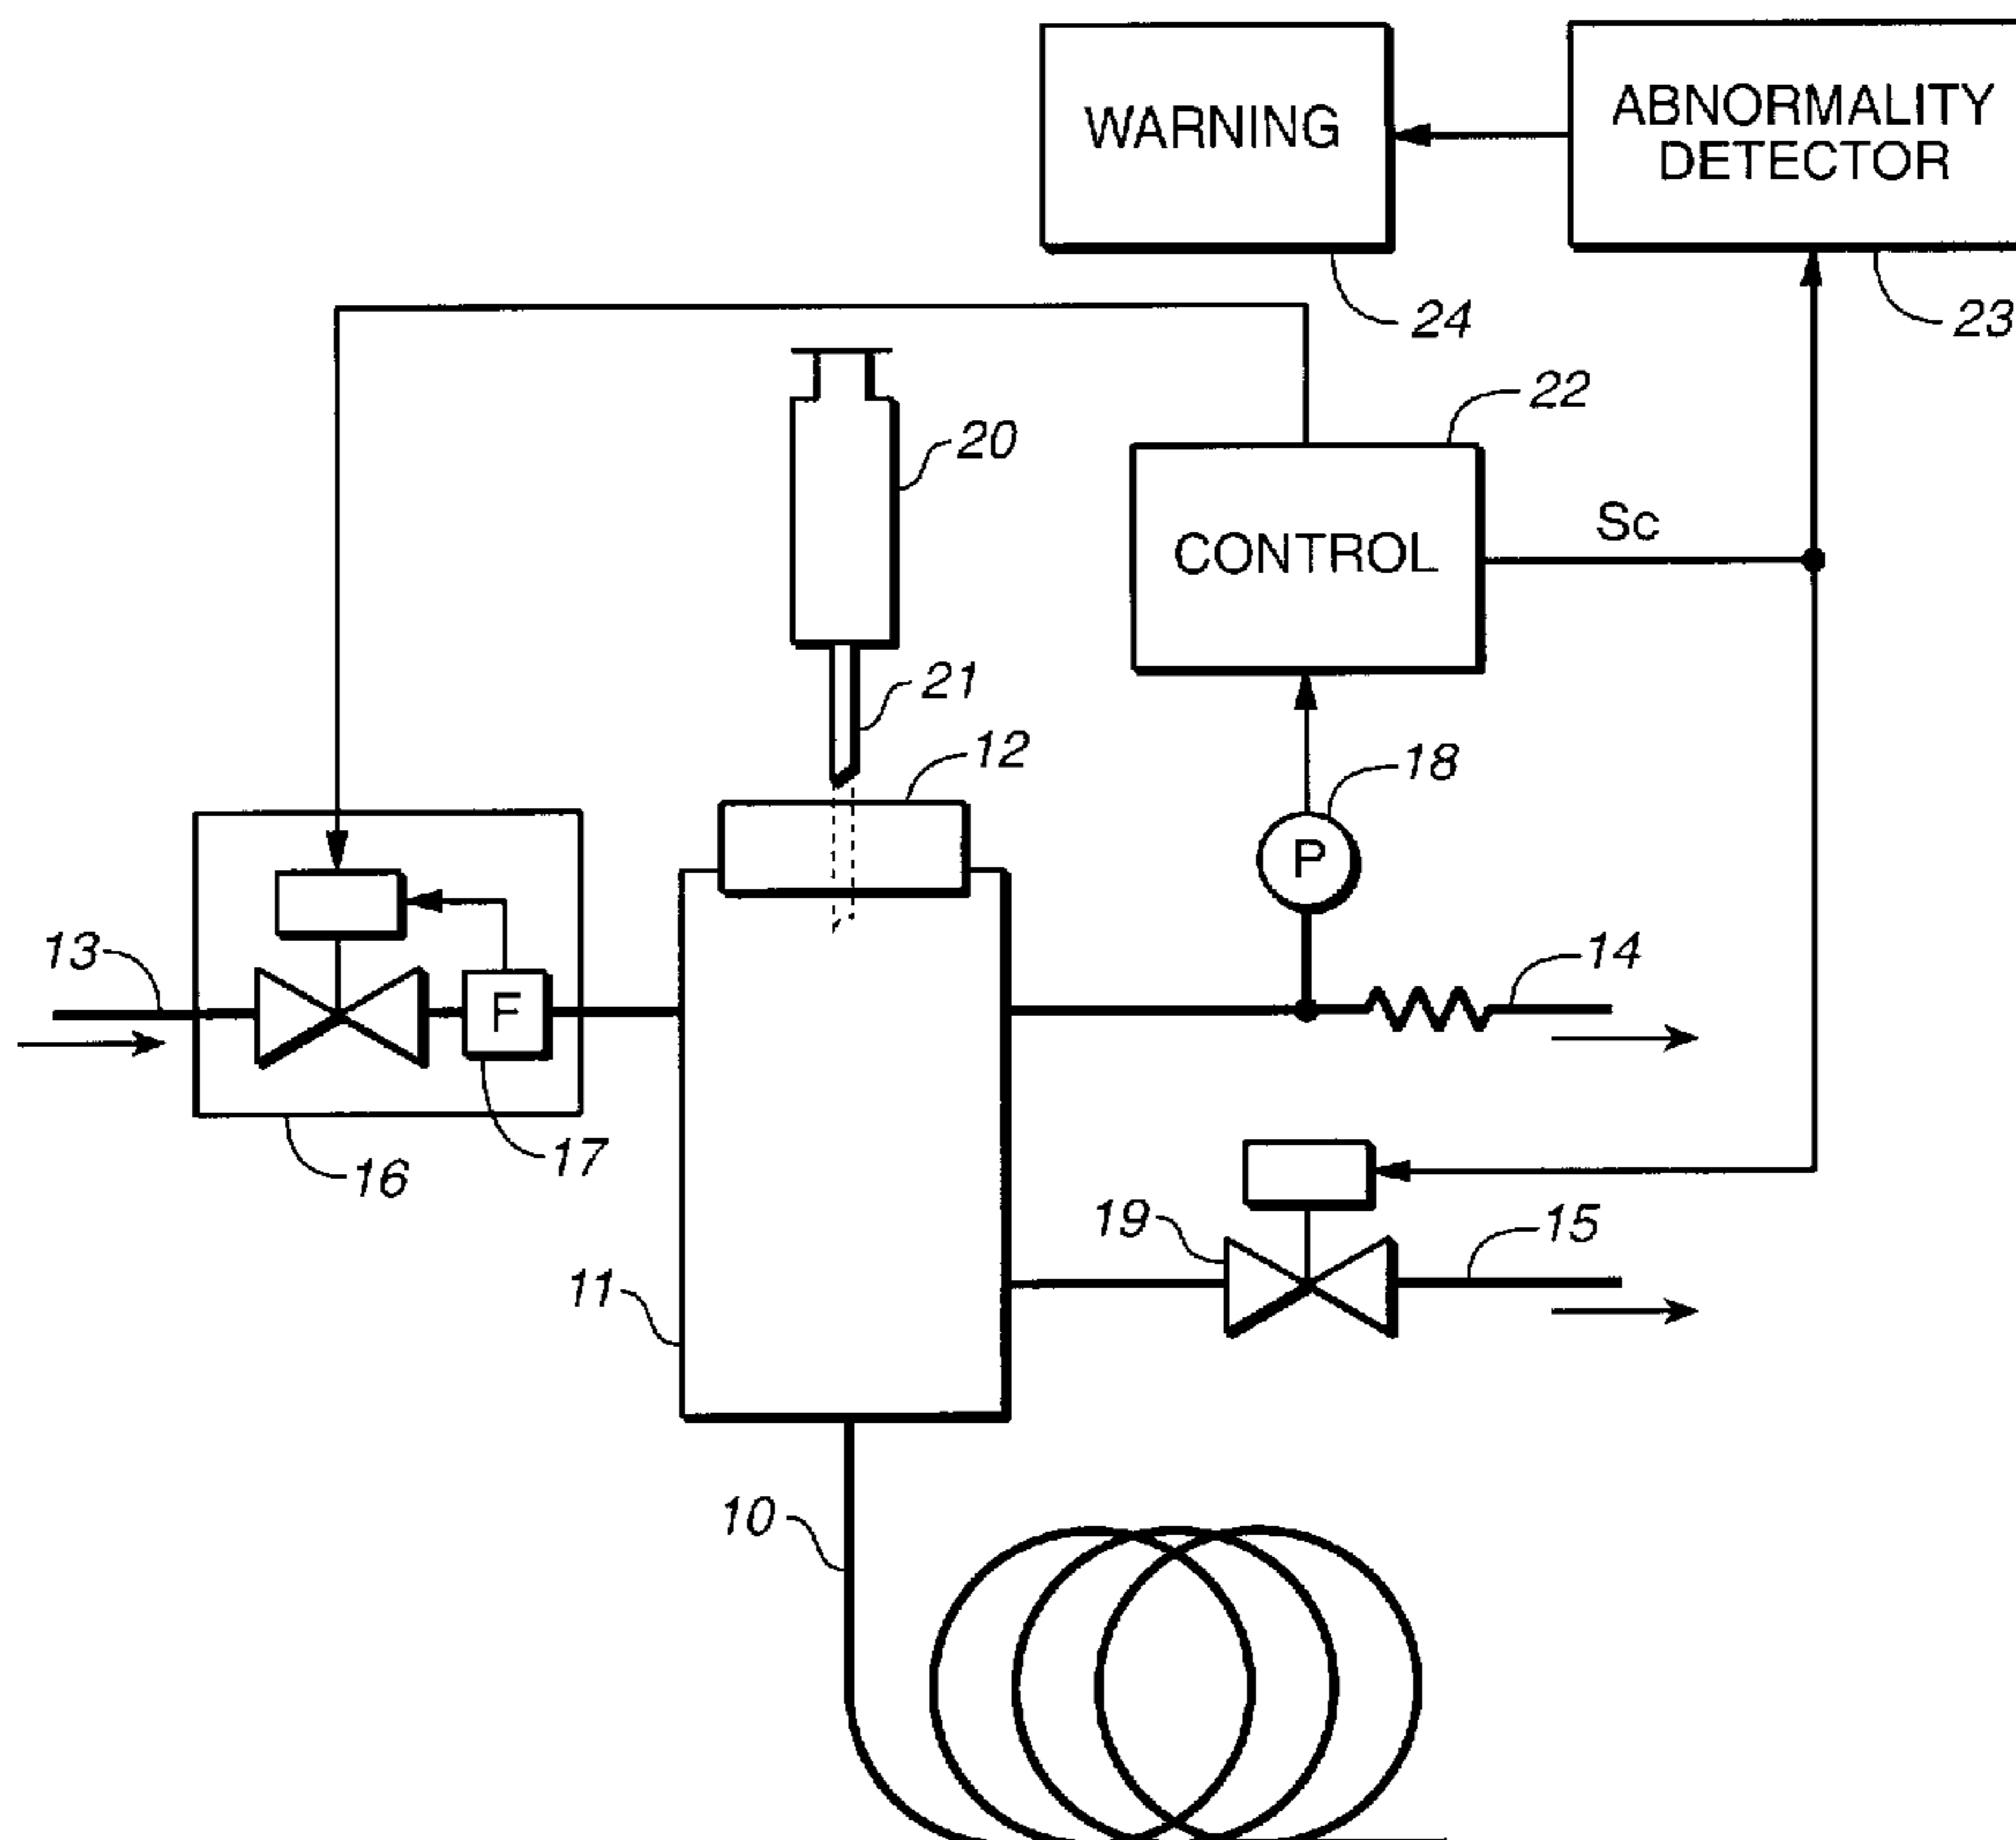 WARNING
ABNORMALITY
DETECTOR
24
23
22
20
CONTROL
Sc
21
12
18
P
13
F
14
17
16
19
15
11
10